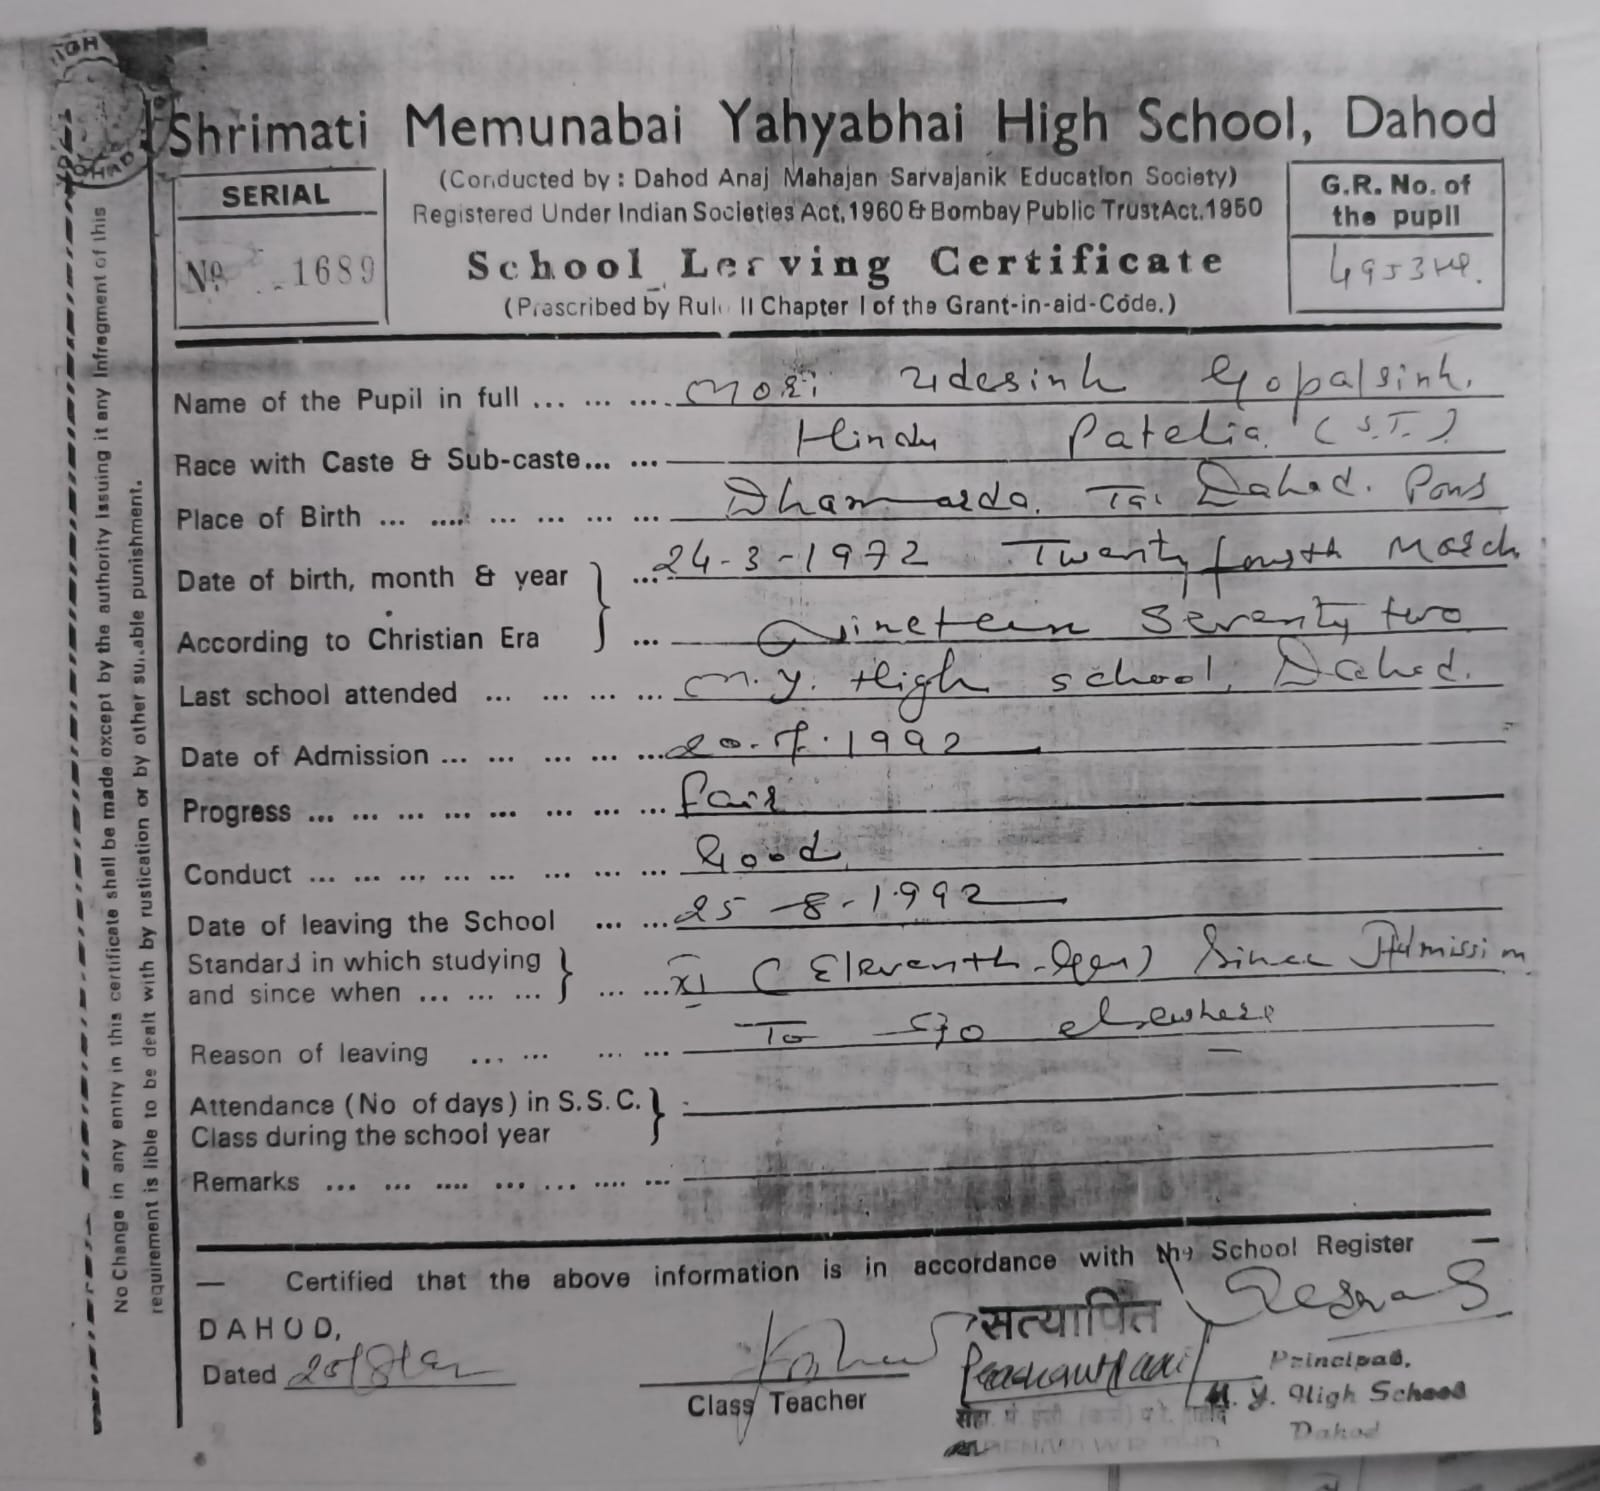 Shrimati Memunabai Yahyabhai High School, Dahod
(Conducted by : Dahod Anaj Mahajan Sarvajanik Education Society)
Registered Under Indian Societies Act, 1960 & Bombay Public Trust Act. 1950
SERIAL
No. 1689
G.R. No. of
the pupil
School Leaving Certificate
(Prescribed by Rule II Chapter I of the Grant-in-aid-Code.)
Name of the Pupil in full ... ... .... Mori Udesinh Gopalsinh.
Race with Caste & Sub-caste... ... Hindu Patelia (S.T.)
Place of Birth ... ..... ... ... ... ... Dahod.
Date of birth, month & year ... 24-3-1972 Twenty fourth March
According to Christian Era ... Nineteen Seventy two
Last school attended ... ... ... ... M. Y. High School, Dahod.
Date of Admission ... ... ... ... ... 20.7.1992
Progress ... ... ... ... ... ... ... ... Fair
Conduct ... ... ... ... ... ... ... ... Good
Date of leaving the School ... ... 25-8-1992
Standard in which studying
and since when ... ... ... ... ... XI (Eleventh Gen) Since Admission
Reason of leaving ... ... ... ... To go elsewhere
Attendance (No of days) in S.S.C.
Class during the school year
Remarks ... ... .... ... ... .... ...
— Certified that the above information is in accordance with the School Register —
DAHOD,
Dated
Class Teacher
सत्यापित
Principal,
M. Y. High School
Dahod
No Change in any entry in this certificate shall be made except by the authority issuing it any infregment of this
requirement is lible to be dealt with by rustication or by other suitable punishment.